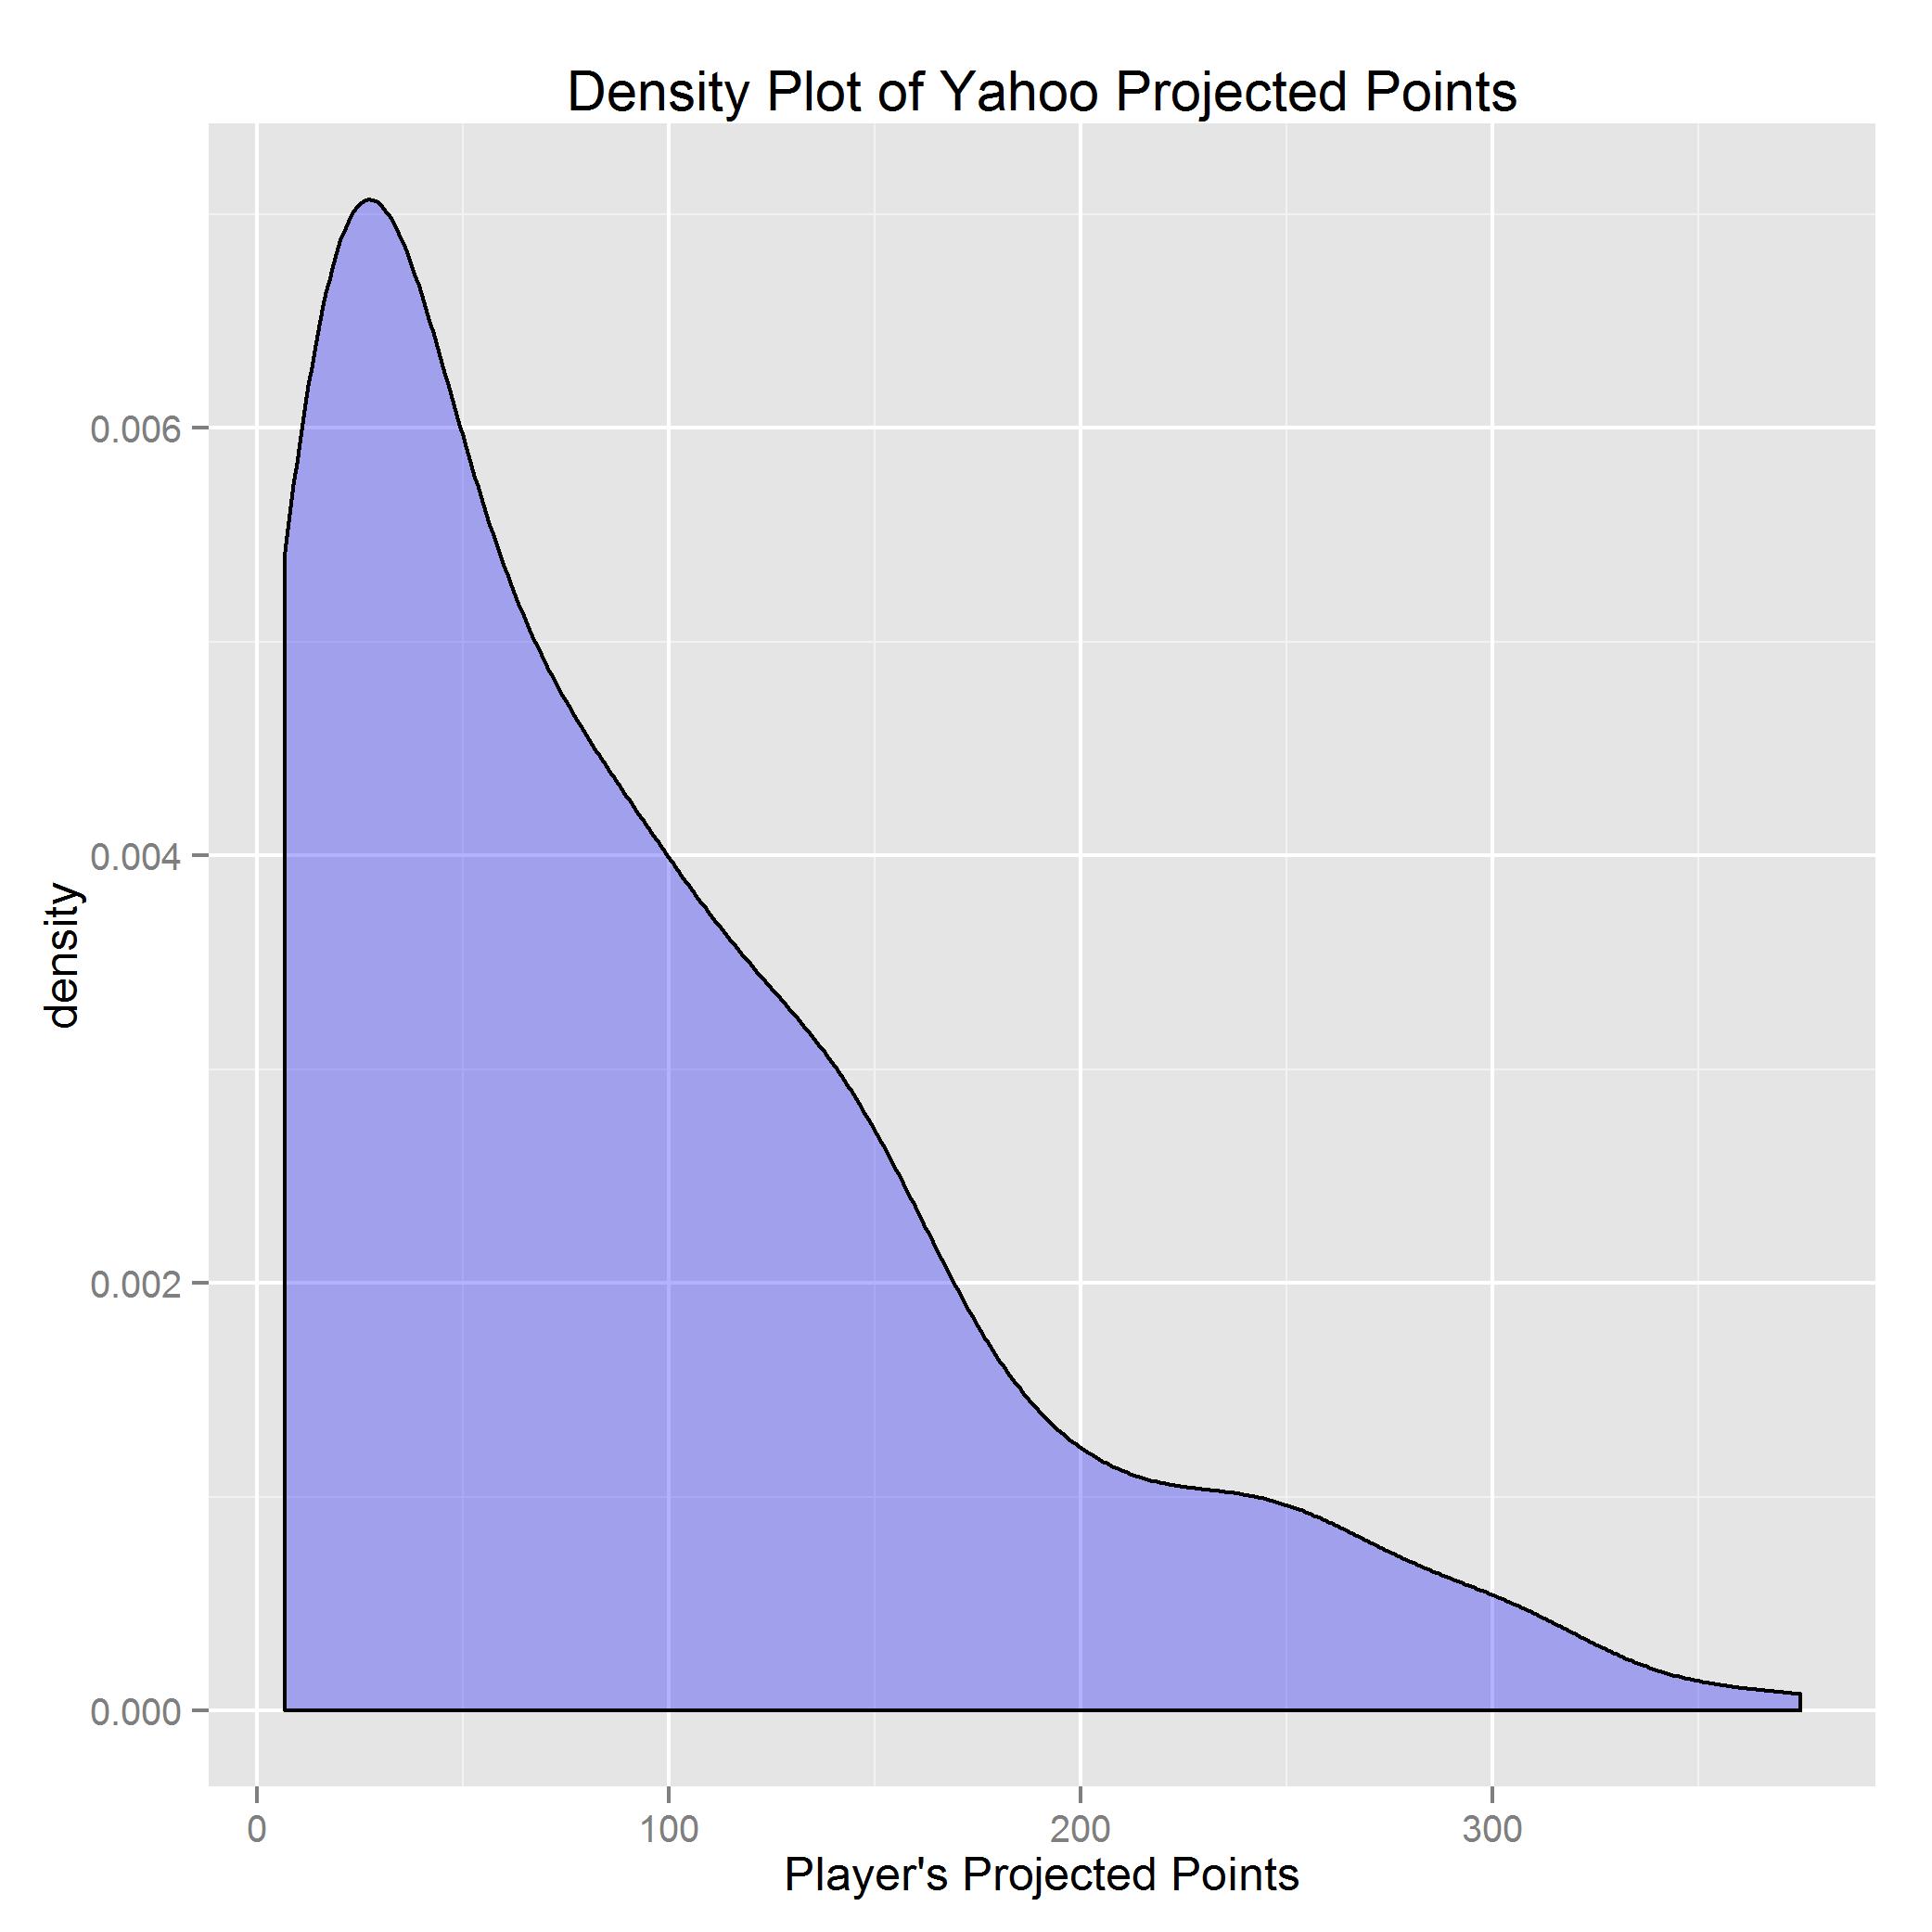 Density Plot of Yahoo Projected Points
density
0.006
0.004
0.002
0.000
0 100 200 300
Player's Projected Points